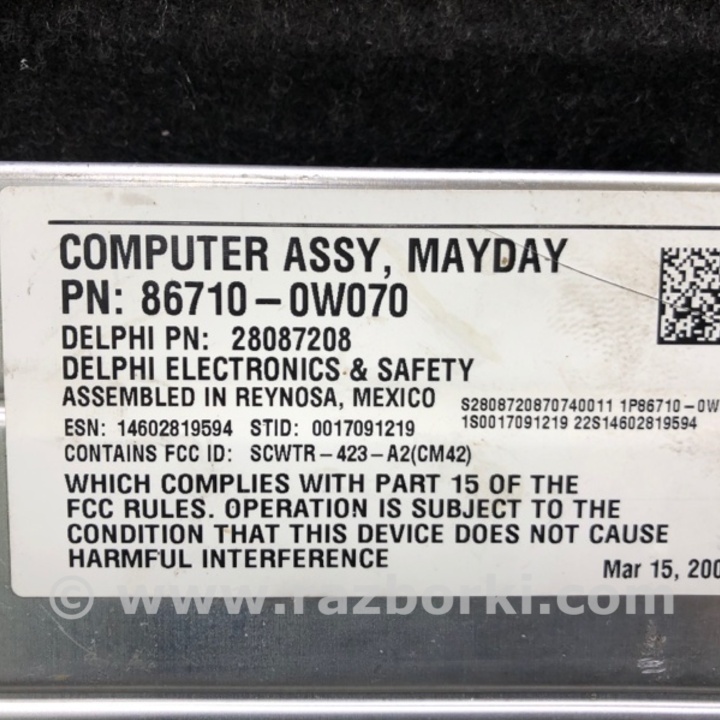 COMPUTER ASSY, MAYDAY
PN: 86710-0W070
DELPHI PN: 28087208
DELPHI ELECTRONICS & SAFETY
ASSEMBLED IN REYNOSA, MEXICO
S2808720870740011 1P86710-0W
ESN: 14602819594 STID: 0017091219
1S0017091219 22S14602819594
CONTAINS FCC ID: SCWTR-423-A2(CM42)
WHICH COMPLIES WITH PART 15 OF THE
FCC RULES. OPERATION IS SUBJECT TO THE
CONDITION THAT THIS DEVICE DOES NOT CAUSE
HARMFUL INTERFERENCE
Mar 15, 200
© www.razborki.com